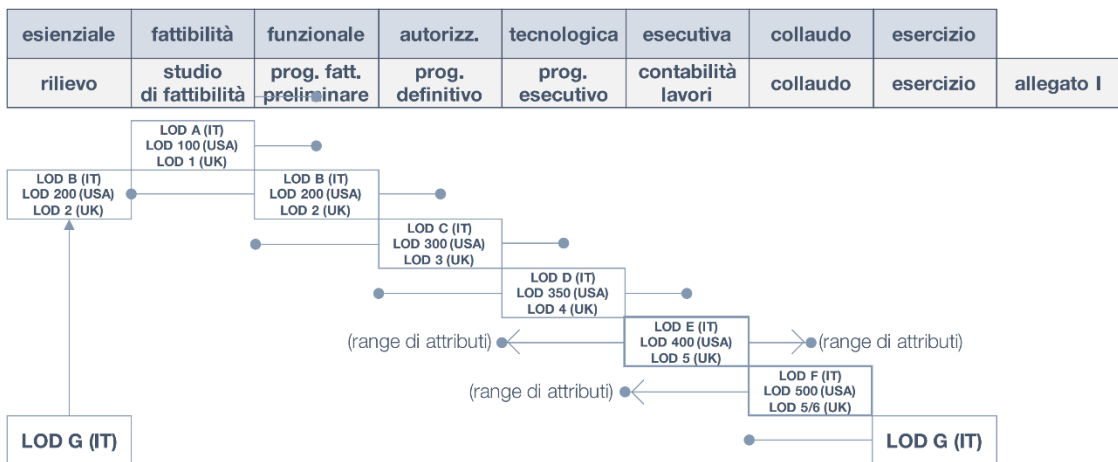 esienziale fattibilità funzionale autorizz. tecnologica esecutiva collaudo esercizio
rilievo studio di fattibilità prog. fatt. preliminare prog. definitivo prog. esecutivo contabilità lavori collaudo esercizio allegato I
LOD A (IT)
LOD 100 (USA)
LOD 1 (UK)
LOD B (IT)
LOD 200 (USA)
LOD 2 (UK)
LOD B (IT)
LOD 200 (USA)
LOD 2 (UK)
LOD C (IT)
LOD 300 (USA)
LOD 3 (UK)
LOD D (IT)
LOD 350 (USA)
LOD 4 (UK)
(range di attributi)
LOD E (IT)
LOD 400 (USA)
LOD 5 (UK)
(range di attributi)
(range di attributi)
LOD F (IT)
LOD 500 (USA)
LOD 5/6 (UK)
LOD G (IT)
LOD G (IT)